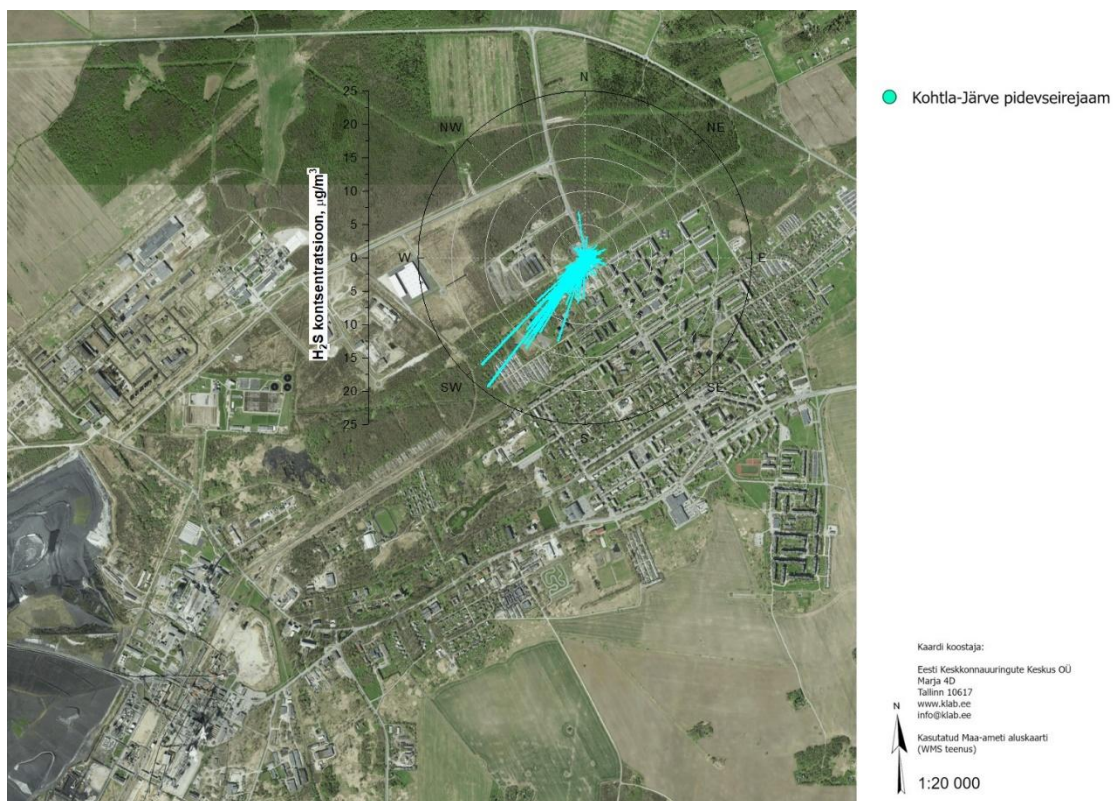 Kohtla-Järve pidevseirejaam
N
NE
E
SE
S
SW
W
NW
25
20
15
10
5
0
5
10
15
20
25
H₂S kontsentratsioon, µg/m³
Kaardi koostaja:
Eesti Keskkonnauuringute Keskus OÜ
Marja 4D
Tallinn 10617
www.klab.ee
info@klab.ee
N
Kasutatud Maa-ameti aluskaarti
(WMS teenus)
1:20 000